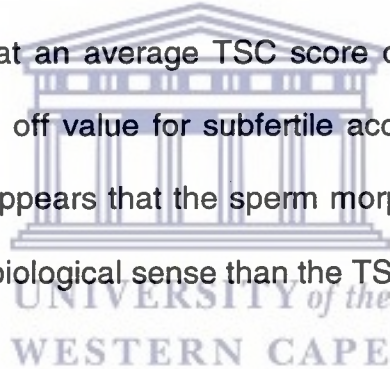 at an average TSC score
off value for subfertile acc
ppears that the sperm morp
biological sense than the TS
UNIVERSITY of the
WESTERN CAPE